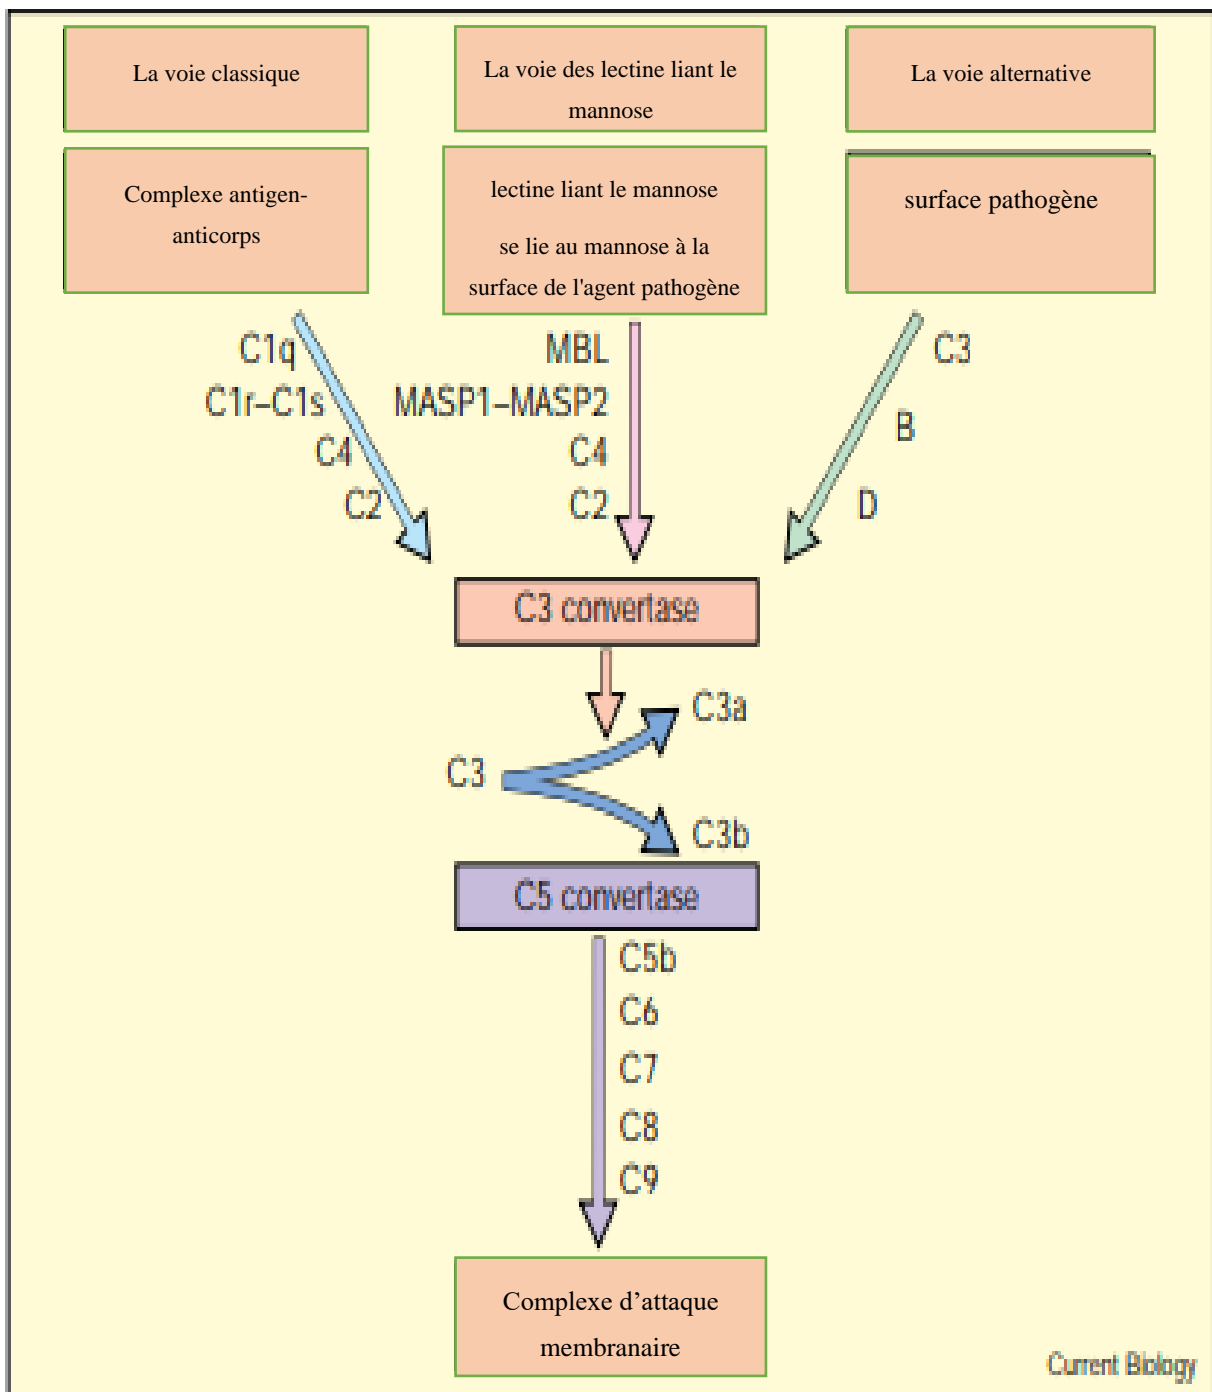 La voie classique
La voie des lectine liant le
mannose
La voie alternative
Complexe antigen-
anticorps
lectine liant le mannose
se lie au mannose à la
surface de l'agent pathogène
surface pathogène
C1q
C1r–C1s
C4
C2
MBL
MASP1–MASP2
C4
C2
C3
B
D
C3 convertase
C3a
C3
C3b
C5 convertase
C5b
C6
C7
C8
C9
Complexe d’attaque
membranaire
Current Biology